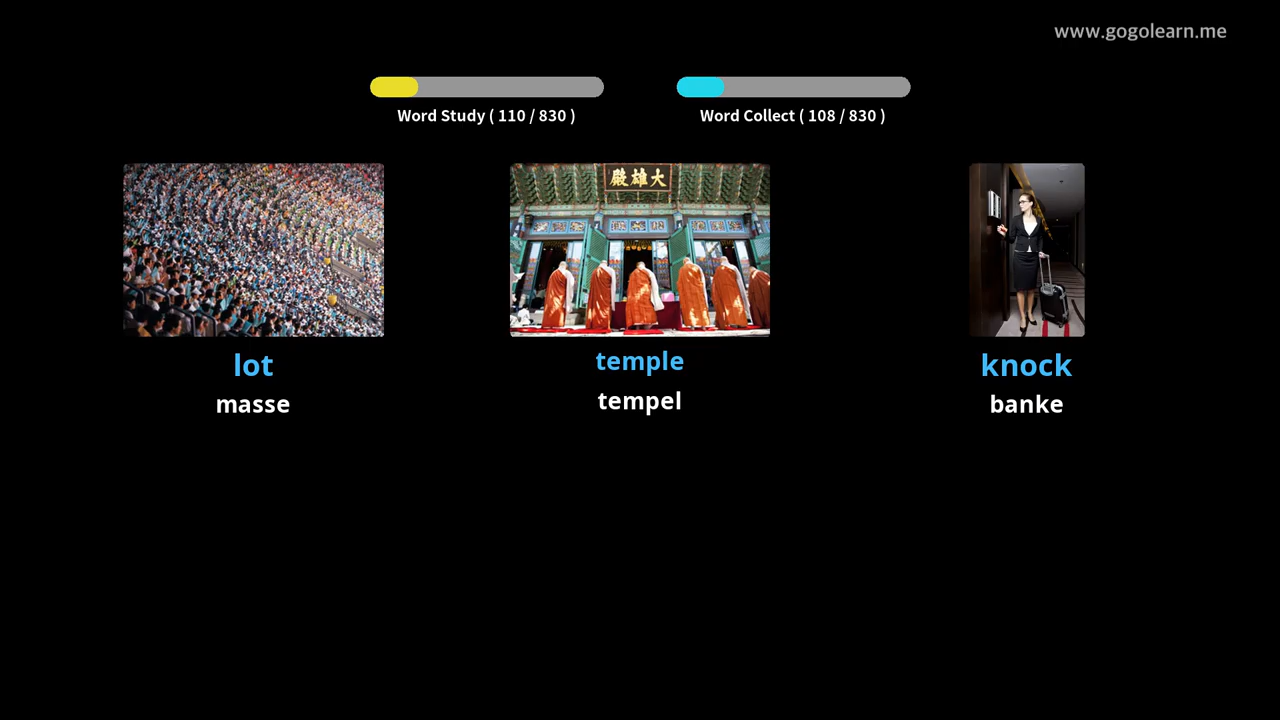 www.gogolearn.me
Word Study ( 110 / 830 )
Word Collect ( 108 / 830 )
殿雄大
lot
temple
knock
masse
tempel
banke